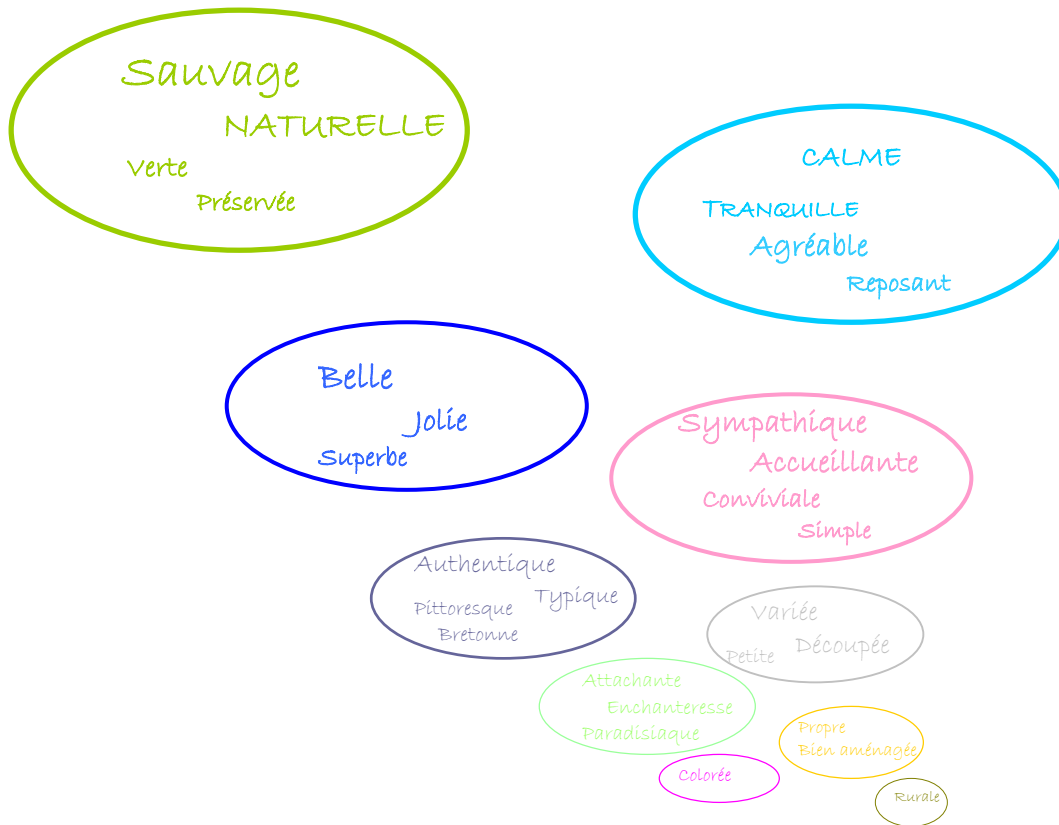 Sauvage
NATURELLE
Verte
Préservée
CALME
TRANQUILLE
Agréable
Reposant
Belle
Jolie
Superbe
Sympathique
Accueillante
Conviviale
Simple
Authentique
Typique
Pittoresque
Bretonne
Variée
Découpée
Petite
Attachante
Enchanteresse
Paradisiaque
Propre
Bien aménagée
Colorée
Rurale